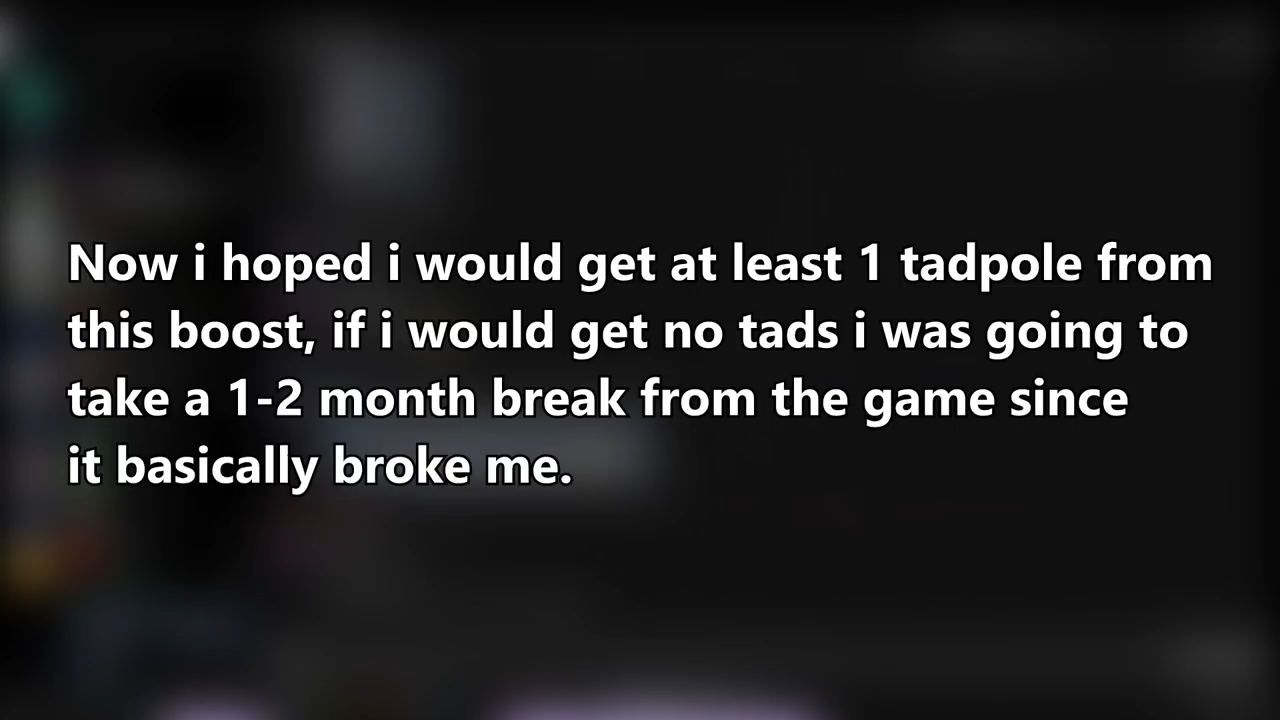 Now i hoped i would get at least 1 tadpole from
this boost, if i would get no tads i was going to
take a 1-2 month break from the game since
it basically broke me.